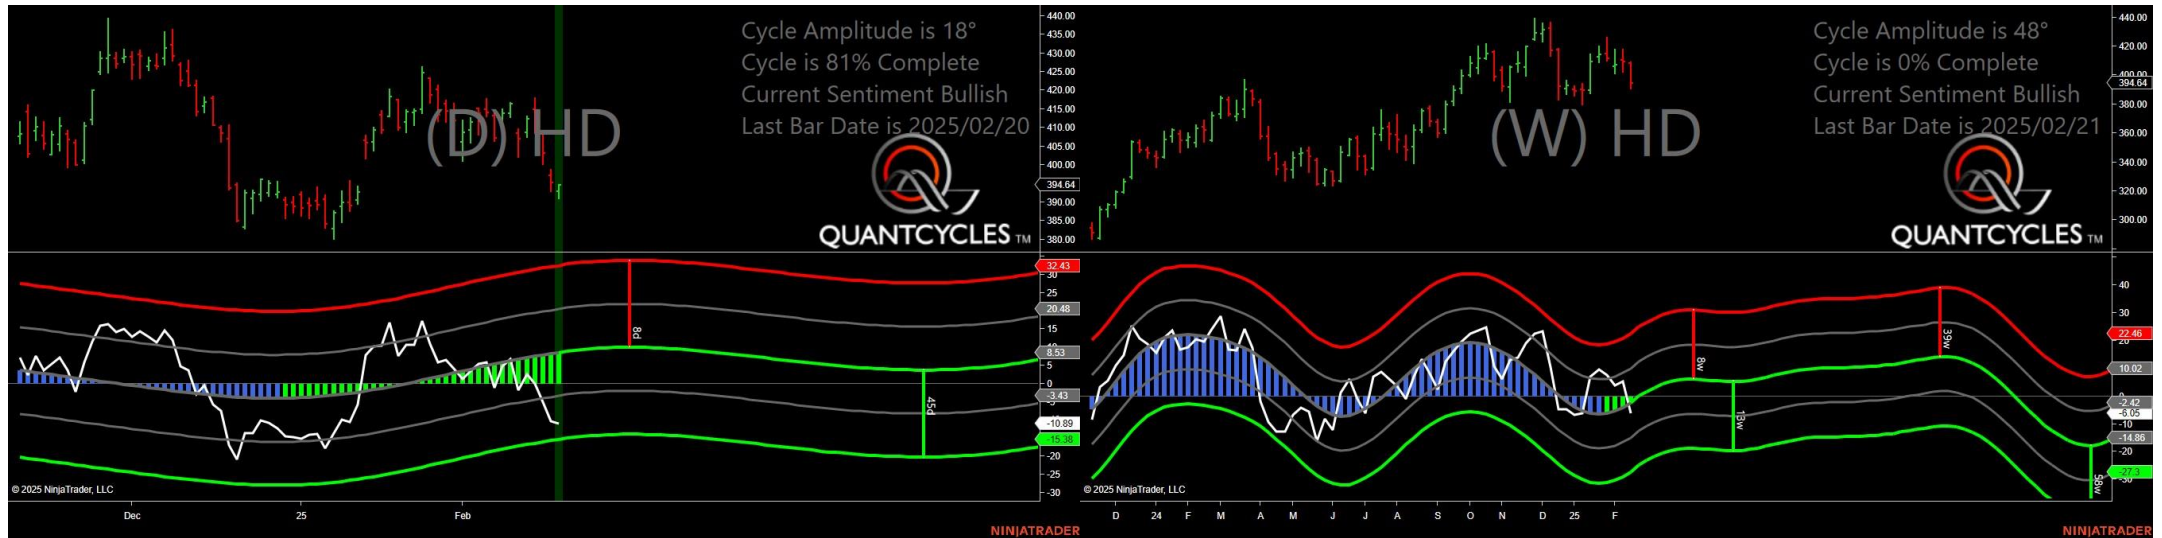 Cycle Amplitude is 18°
Cycle is 81% Complete
Current Sentiment Bullish
Last Bar Date is 2025/02/20
(D) HD
QUANTCYCLES TM
440.00
435.00
430.00
425.00
420.00
415.00
410.00
405.00
400.00
394.64
390.00
385.00
380.00
32.43
30
25
20.48
15
8.53
5
0
-3.43
-10.89
-15.38
-20
-25
-30
8d
45d
© 2025 NinjaTrader, LLC
Dec
25
Feb
NINJATRADER
Cycle Amplitude is 48°
Cycle is 0% Complete
Current Sentiment Bullish
Last Bar Date is 2025/02/21
(W) HD
QUANTCYCLES TM
440.00
420.00
400.00
394.64
380.00
360.00
340.00
320.00
300.00
40
30
22.46
20
10.02
-2.42
-6.05
-10
-14.86
-20
-27.3
-30
8w
13w
39w
58w
© 2025 NinjaTrader, LLC
D 24 F M A M J J A S O N D 25 F
NINJATRADER